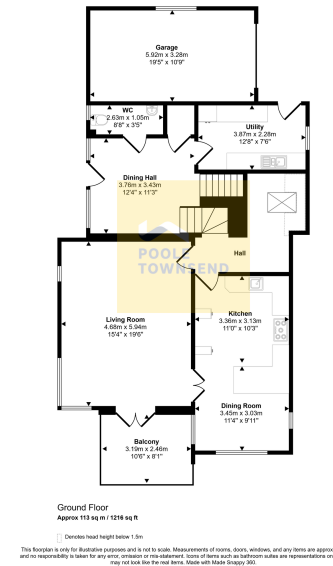 Garage
5.92m x 3.28m
19'5" x 10'9"
WC
2.63m x 1.05m
8'8" x 3'5"
Utility
3.87m x 2.28m
12'8" x 7'6"
Dining Hall
3.76m x 3.43m
12'4" x 11'3"
POOLE
TOWNSEND
Hall
Living Room
4.68m x 5.94m
15'4" x 19'6"
Kitchen
3.36m x 3.13m
11'0" x 10'3"
Dining Room
3.45m x 3.03m
11'4" x 9'11"
Balcony
3.19m x 2.46m
10'6" x 8'1"
Ground Floor
Approx 113 sq m / 1216 sq ft
Denotes head height below 1.5m
This floorplan is only for illustrative purposes and is not to scale. Measurements of rooms, doors, windows, and any items are approx
and no responsibility is taken for any error, omission or mis-statement. Icons of items such as bathroom suites are representations on
may not look like the real items. Made with Made Snappy 360.